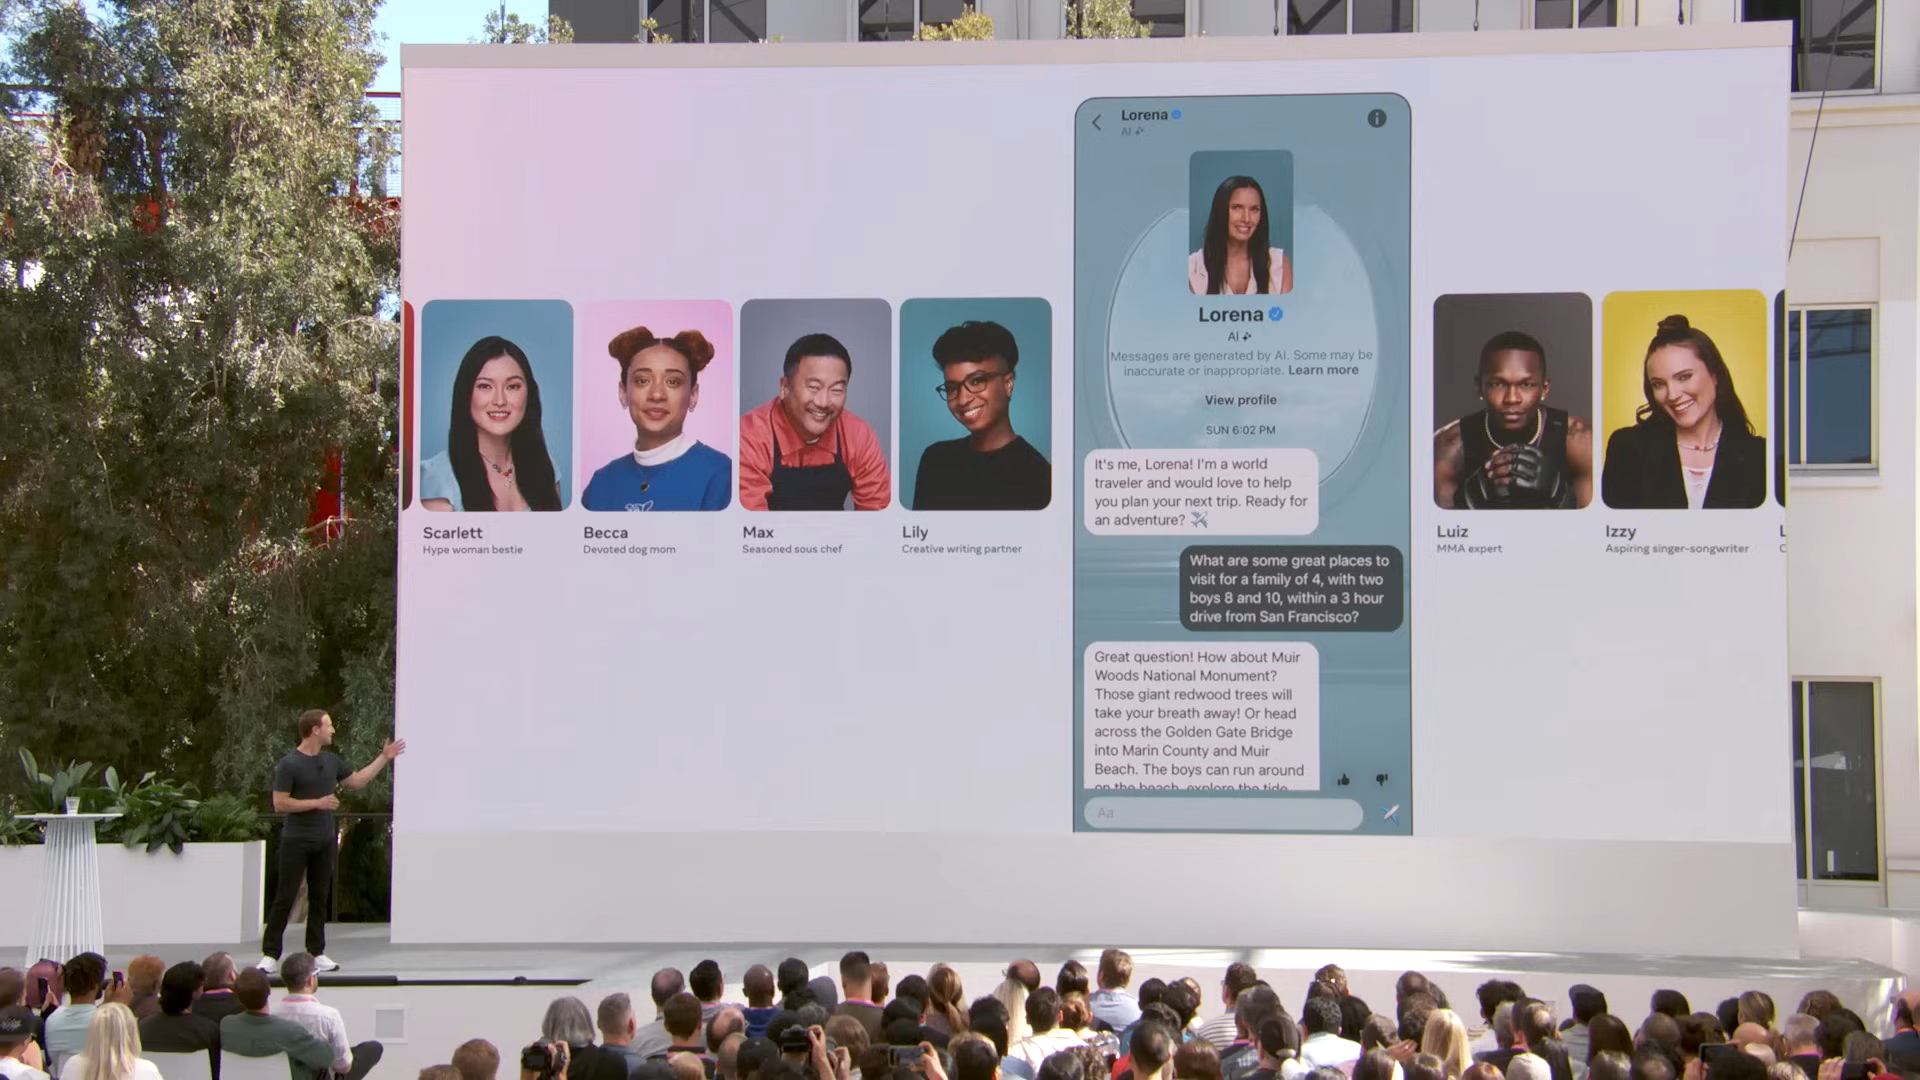 Scarlett
Hype woman bestie
Becca
Devoted dog mom
Max
Seasoned sous chef
Lily
Creative writing partner
Lorena
AI
Lorena
AI
Messages are generated by AI. Some may be
inaccurate or inappropriate. Learn more
View profile
SUN 6:02 PM
It's me, Lorena! I'm a world
traveler and would love to help
you plan your next trip. Ready for
an adventure? ✈️
What are some great places to
visit for a family of 4, with two
boys 8 and 10, within a 3 hour
drive from San Francisco?
Great question! How about Muir
Woods National Monument?
Those giant redwood trees will
take your breath away! Or head
across the Golden Gate Bridge
into Marin County and Muir
Beach. The boys can run around
on the beach, explore the tide
Aa
Luiz
MMA expert
Izzy
Aspiring singer-songwriter